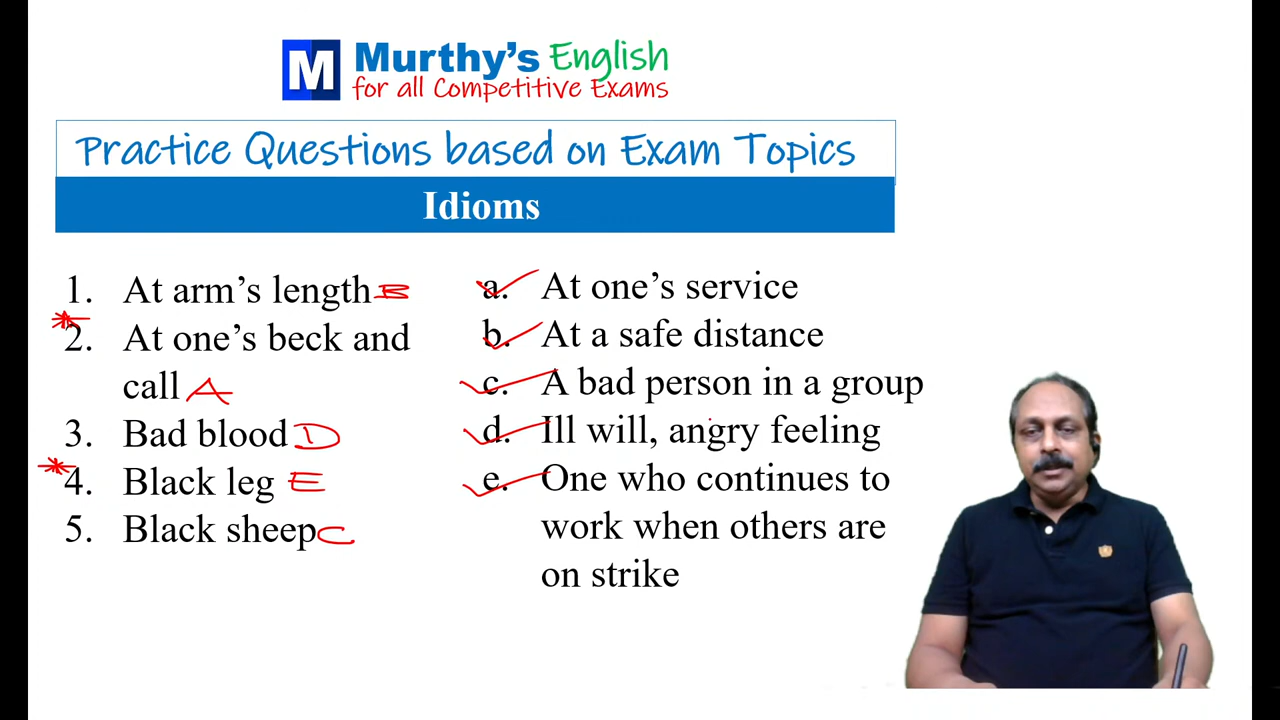 M Murthy's English
for all Competitive Exams
Practice Questions based on Exam Topics
Idioms
1. At arm's length B
2. At one's beck and
call A
3. Bad blood D
4. Black leg E
5. Black sheep C
a. At one's service
b. At a safe distance
c. A bad person in a group
d. Ill will, angry feeling
e. One who continues to
work when others are
on strike